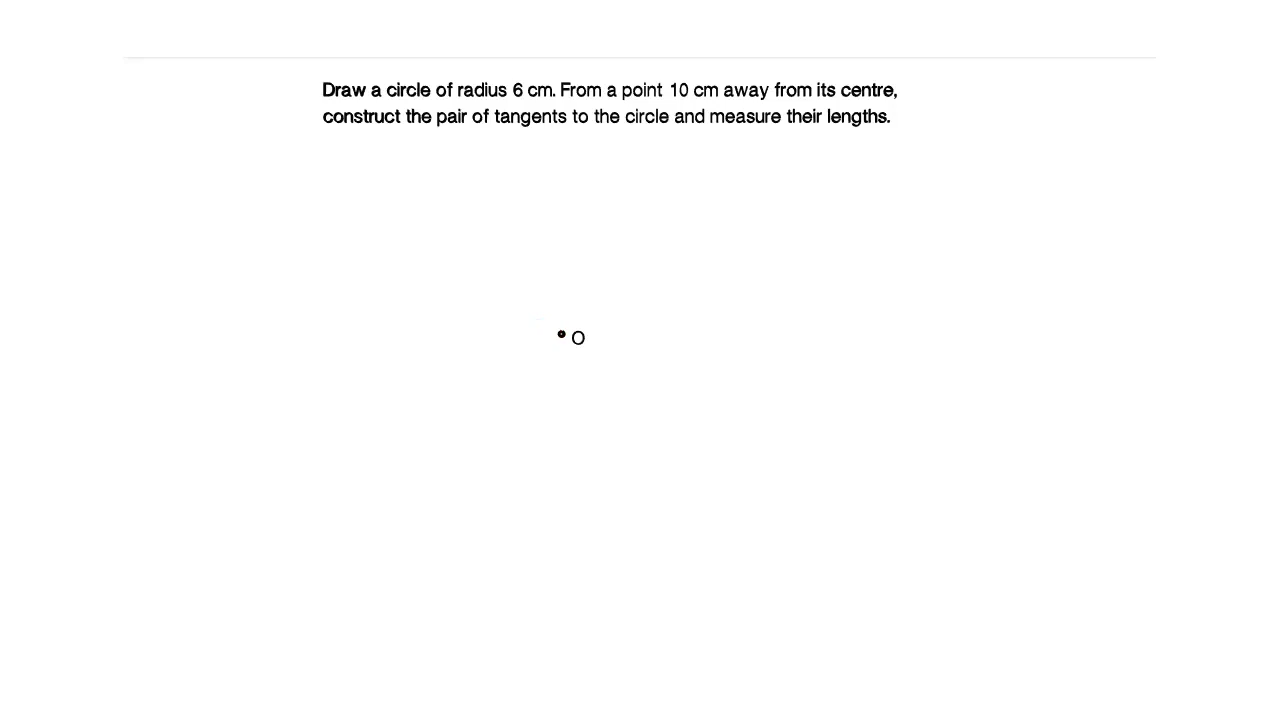 Draw a circle of radius 6 cm. From a point 10 cm away from its centre,
construct the pair of tangents to the circle and measure their lengths.
O